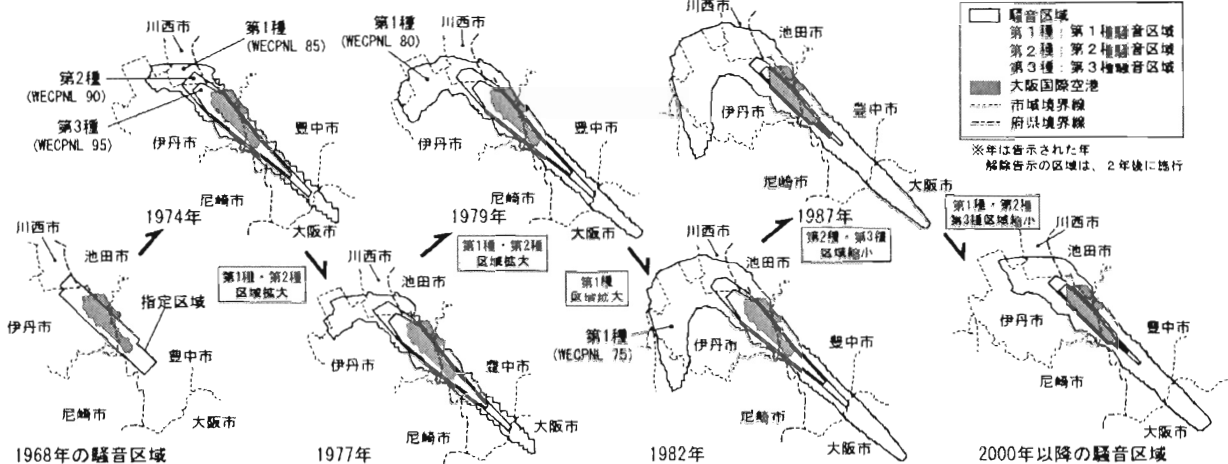 川西市
第1種
(WECPNL 85)
第2種
(WECPNL 90)
第3種
(WECPNL 95)
伊丹市
豊中市
尼崎市
大阪市
1974年
川西市
第1種
(WECPNL 80)
伊丹市
豊中市
尼崎市
大阪市
1979年
第1種・第2種
区域拡大
川西市
池田市
伊丹市
豊中市
尼崎市
大阪市
1987年
第2種・第3種
区域縮小
騒音区域
第1種：第1種騒音区域
第2種：第2種騒音区域
第3種：第3種騒音区域
大阪国際空港
市域境界線
府県境界線
※年は告示された年
解除告示の区域は、2年後に施行
川西市
池田市
指定区域
伊丹市
豊中市
尼崎市
大阪市
1968年の騒音区域
第1種・第2種
区域拡大
川西市
池田市
伊丹市
豊中市
尼崎市
大阪市
1977年
第1種
区域拡大
川西市
池田市
第1種
(WECPNL 75)
伊丹市
豊中市
尼崎市
大阪市
1982年
第1種・第2種
第3種区域縮小
川西市
池田市
伊丹市
豊中市
尼崎市
大阪市
2000年以降の騒音区域